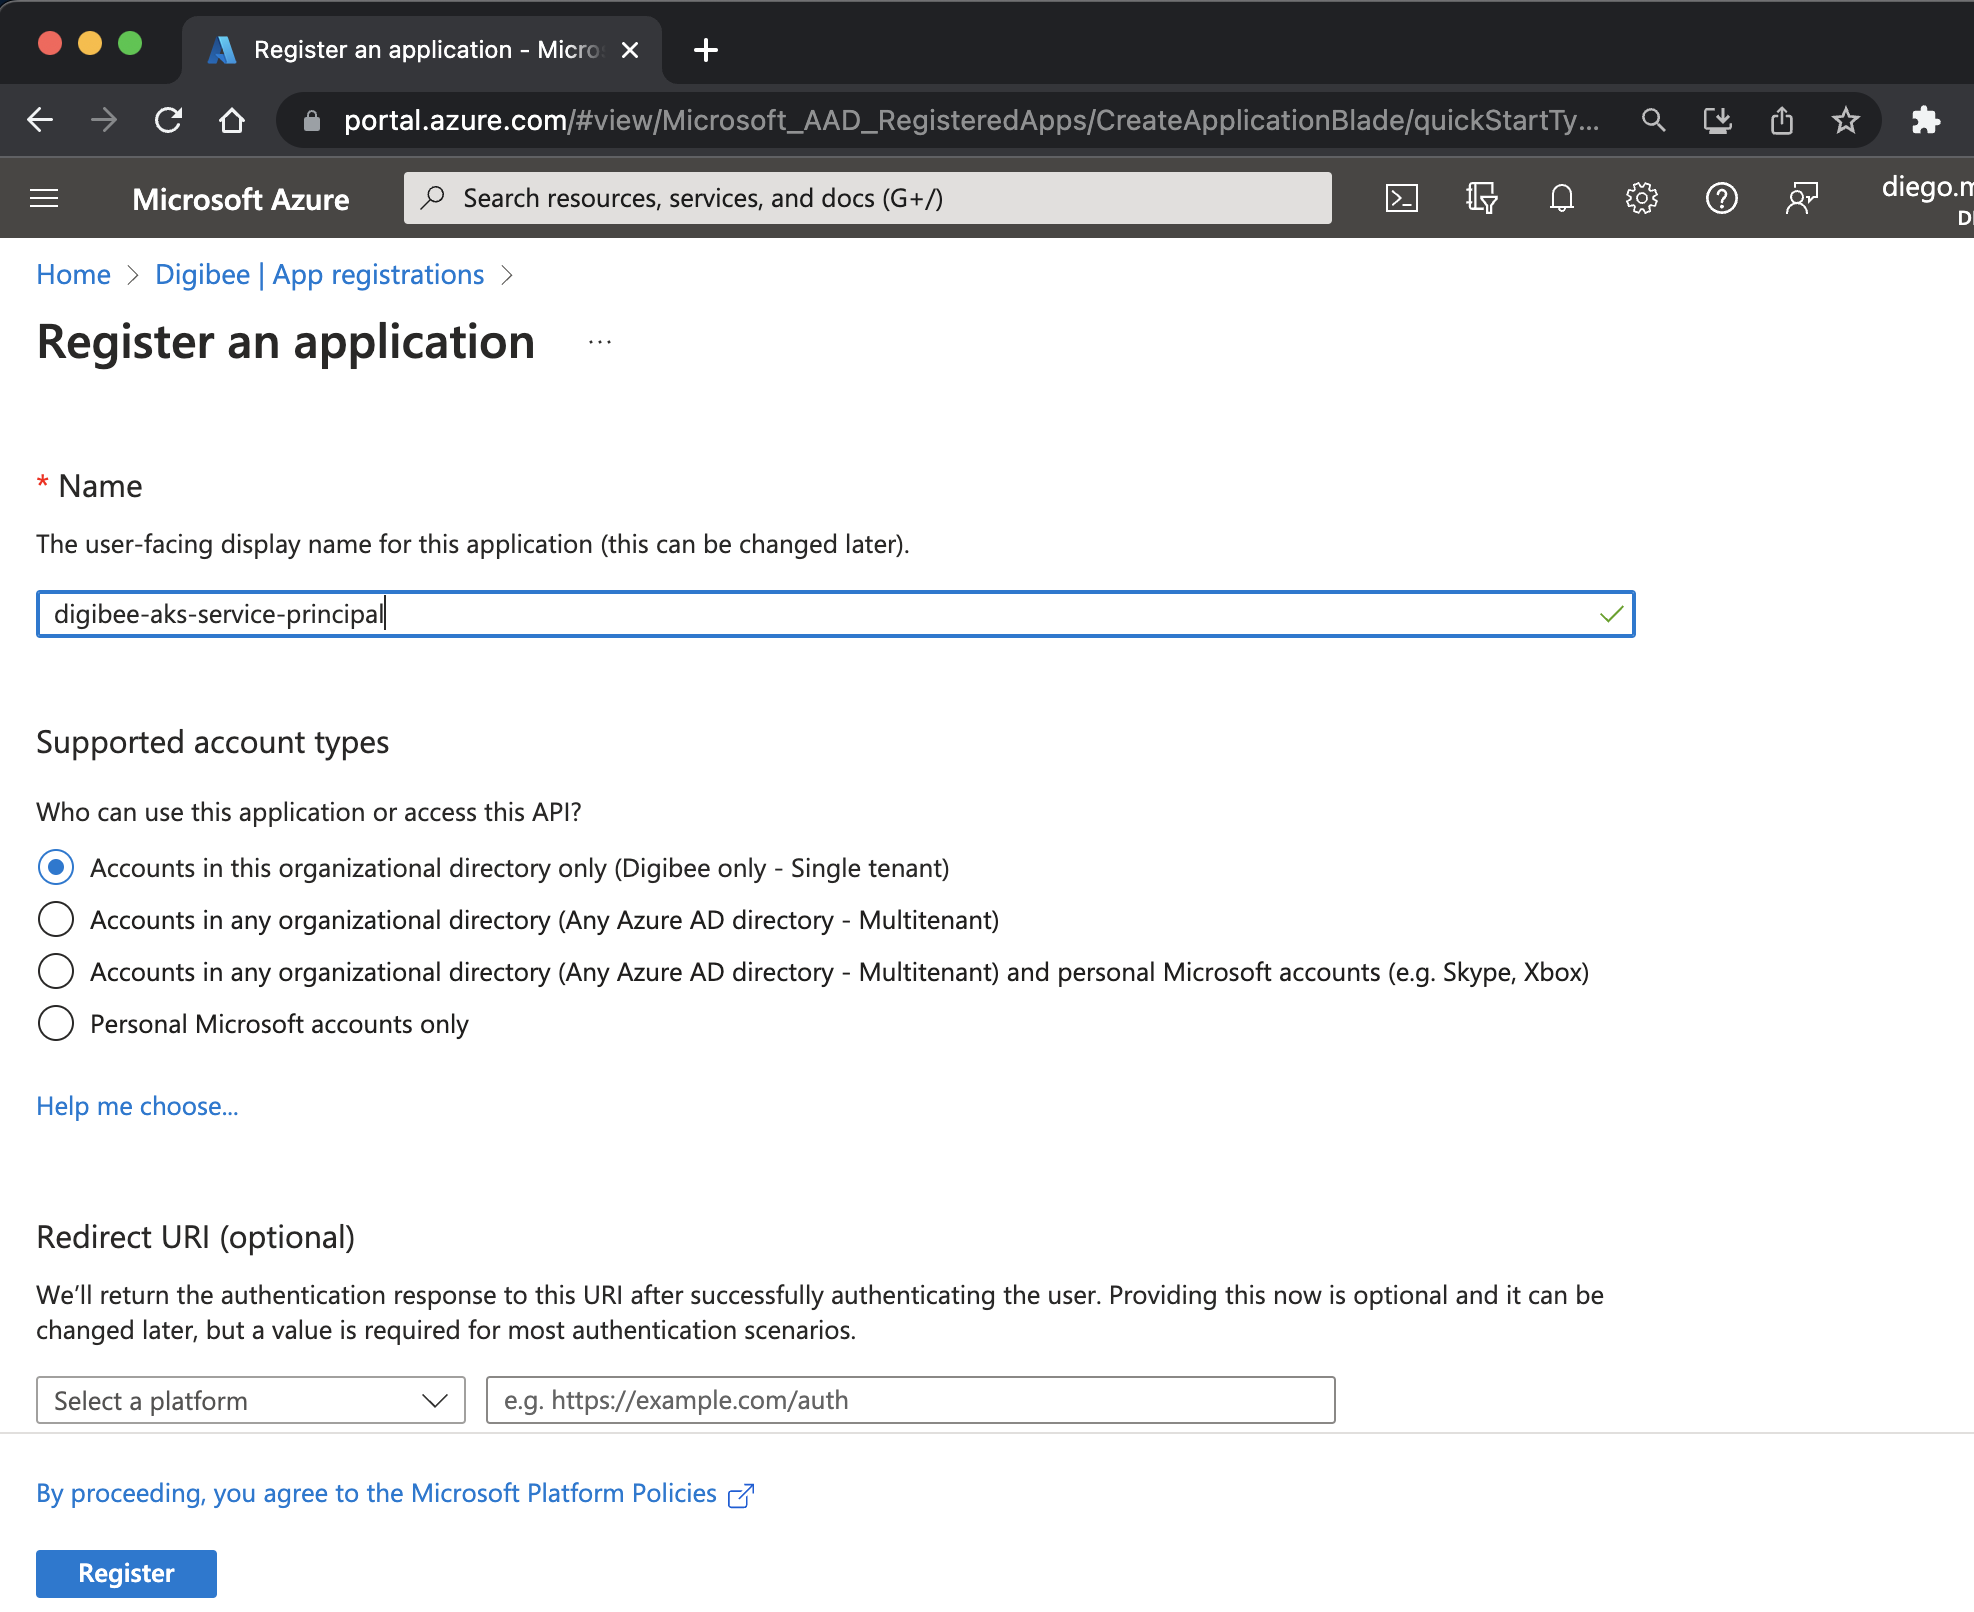 Register an application - Micro
portal.azure.com/#view/Microsoft_AAD_RegisteredApps/CreateApplicationBlade/quickStartTy...
Microsoft Azure
Search resources, services, and docs (G+/)
diego.m
D
Home > Digibee | App registrations >
Register an application ...
* Name
The user-facing display name for this application (this can be changed later).
digibee-aks-service-principal
Supported account types
Who can use this application or access this API?
Accounts in this organizational directory only (Digibee only - Single tenant)
Accounts in any organizational directory (Any Azure AD directory - Multitenant)
Accounts in any organizational directory (Any Azure AD directory - Multitenant) and personal Microsoft accounts (e.g. Skype, Xbox)
Personal Microsoft accounts only
Help me choose...
Redirect URI (optional)
We’ll return the authentication response to this URI after successfully authenticating the user. Providing this now is optional and it can be
changed later, but a value is required for most authentication scenarios.
Select a platform
e.g. https://example.com/auth
By proceeding, you agree to the Microsoft Platform Policies
Register